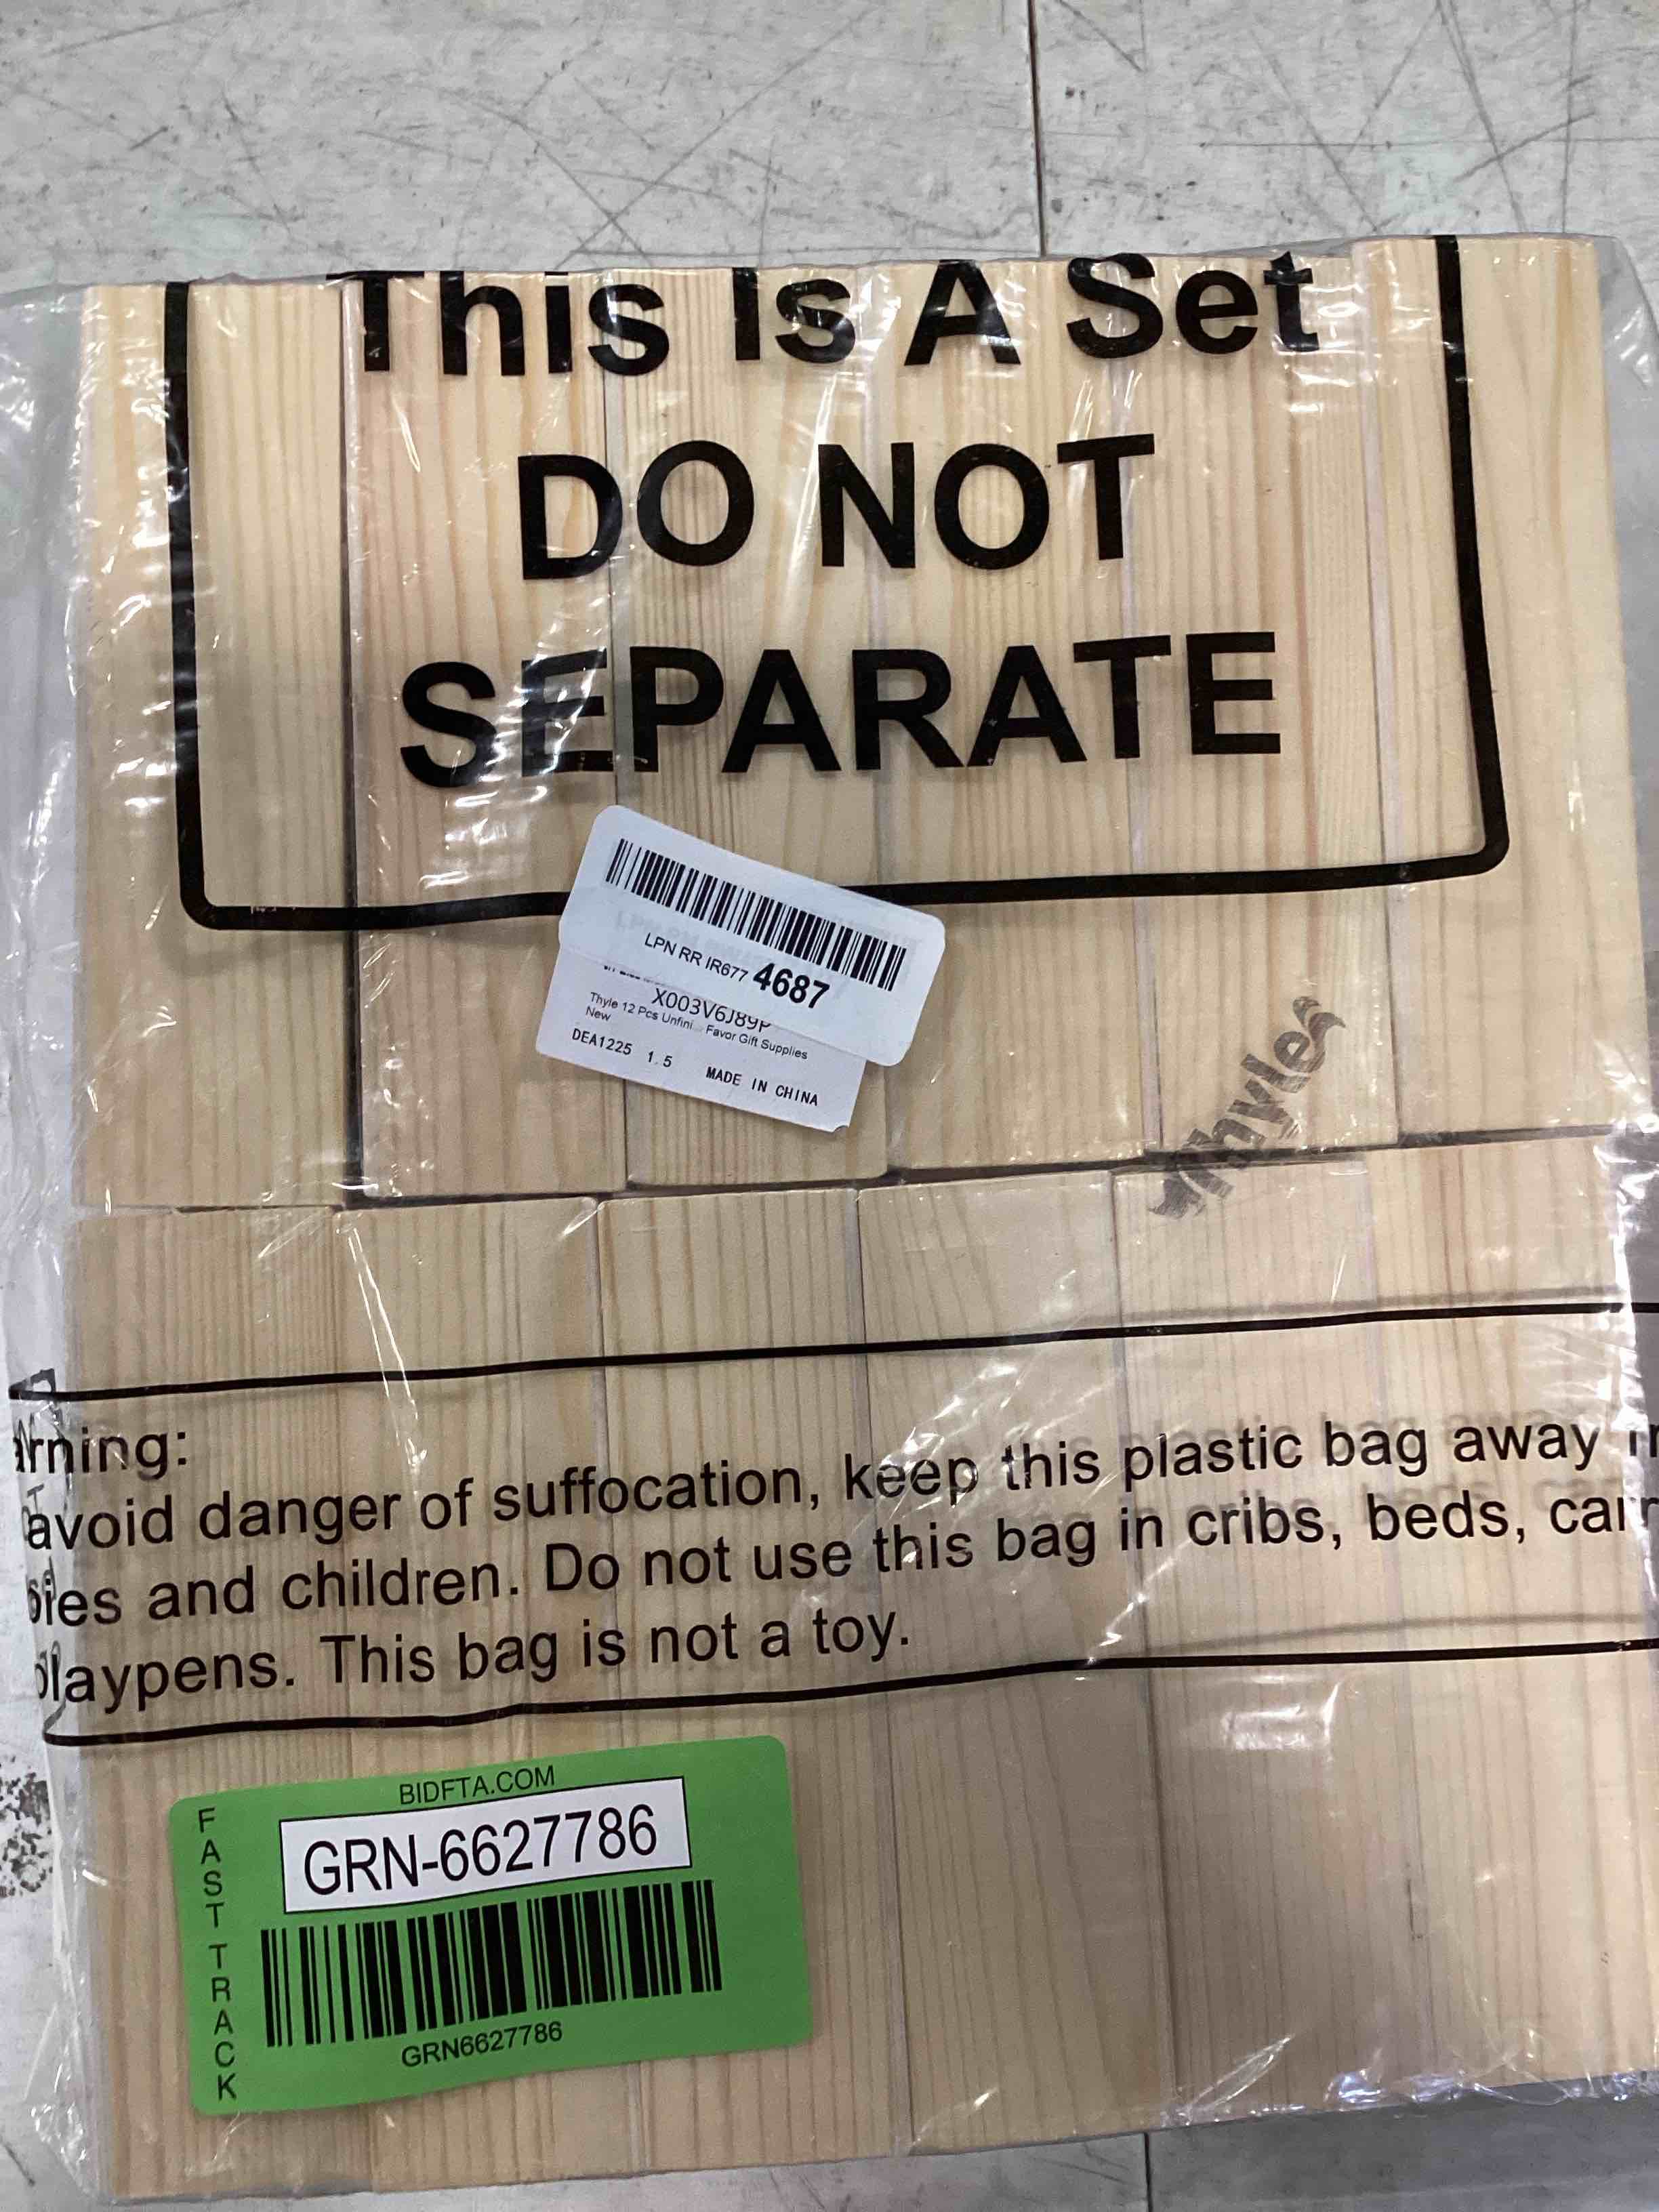 This Is A Set
DO NOT
SEPARATE
LPN RR IR677 4687
X003V6J89P
Thyle 12 Pcs Unfini... Favor Gift Supplies
New
DEA1225 1.5 MADE IN CHINA
Thyle
arning:
avoid danger of suffocation, keep this plastic bag away
and children. Do not use this bag in cribs, beds,
playpens. This bag is not a toy.
BIDFTA.COM
FAST TRACK
GRN-6627786
GRN6627786